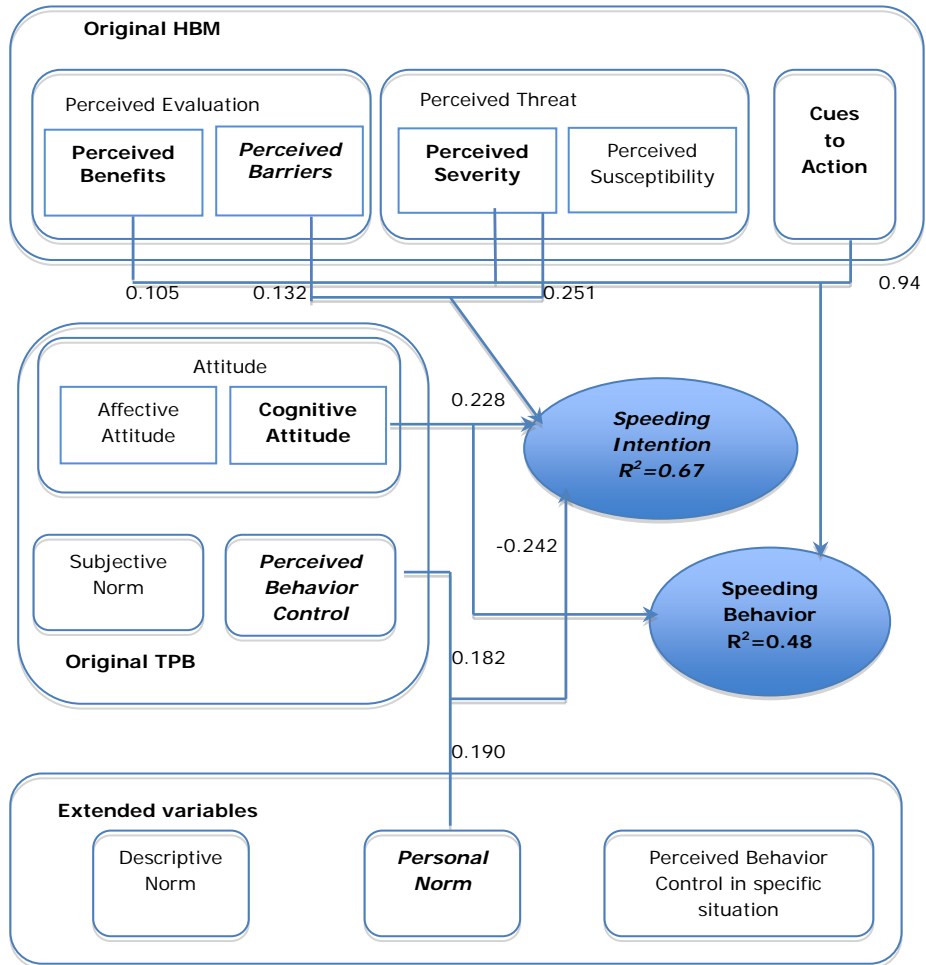 Original HBM
Perceived Evaluation
Perceived
Benefits
Perceived
Barriers
Perceived Threat
Perceived
Severity
Perceived
Susceptibility
Cues
to
Action
0.105
0.132
0.251
0.94
Attitude
Affective
Attitude
Cognitive
Attitude
0.228
Speeding
Intention
R²=0.67
Subjective
Norm
Perceived
Behavior
Control
Original TPB
-0.242
Speeding
Behavior
R²=0.48
0.182
0.190
Extended variables
Descriptive
Norm
Personal
Norm
Perceived Behavior
Control in specific
situation